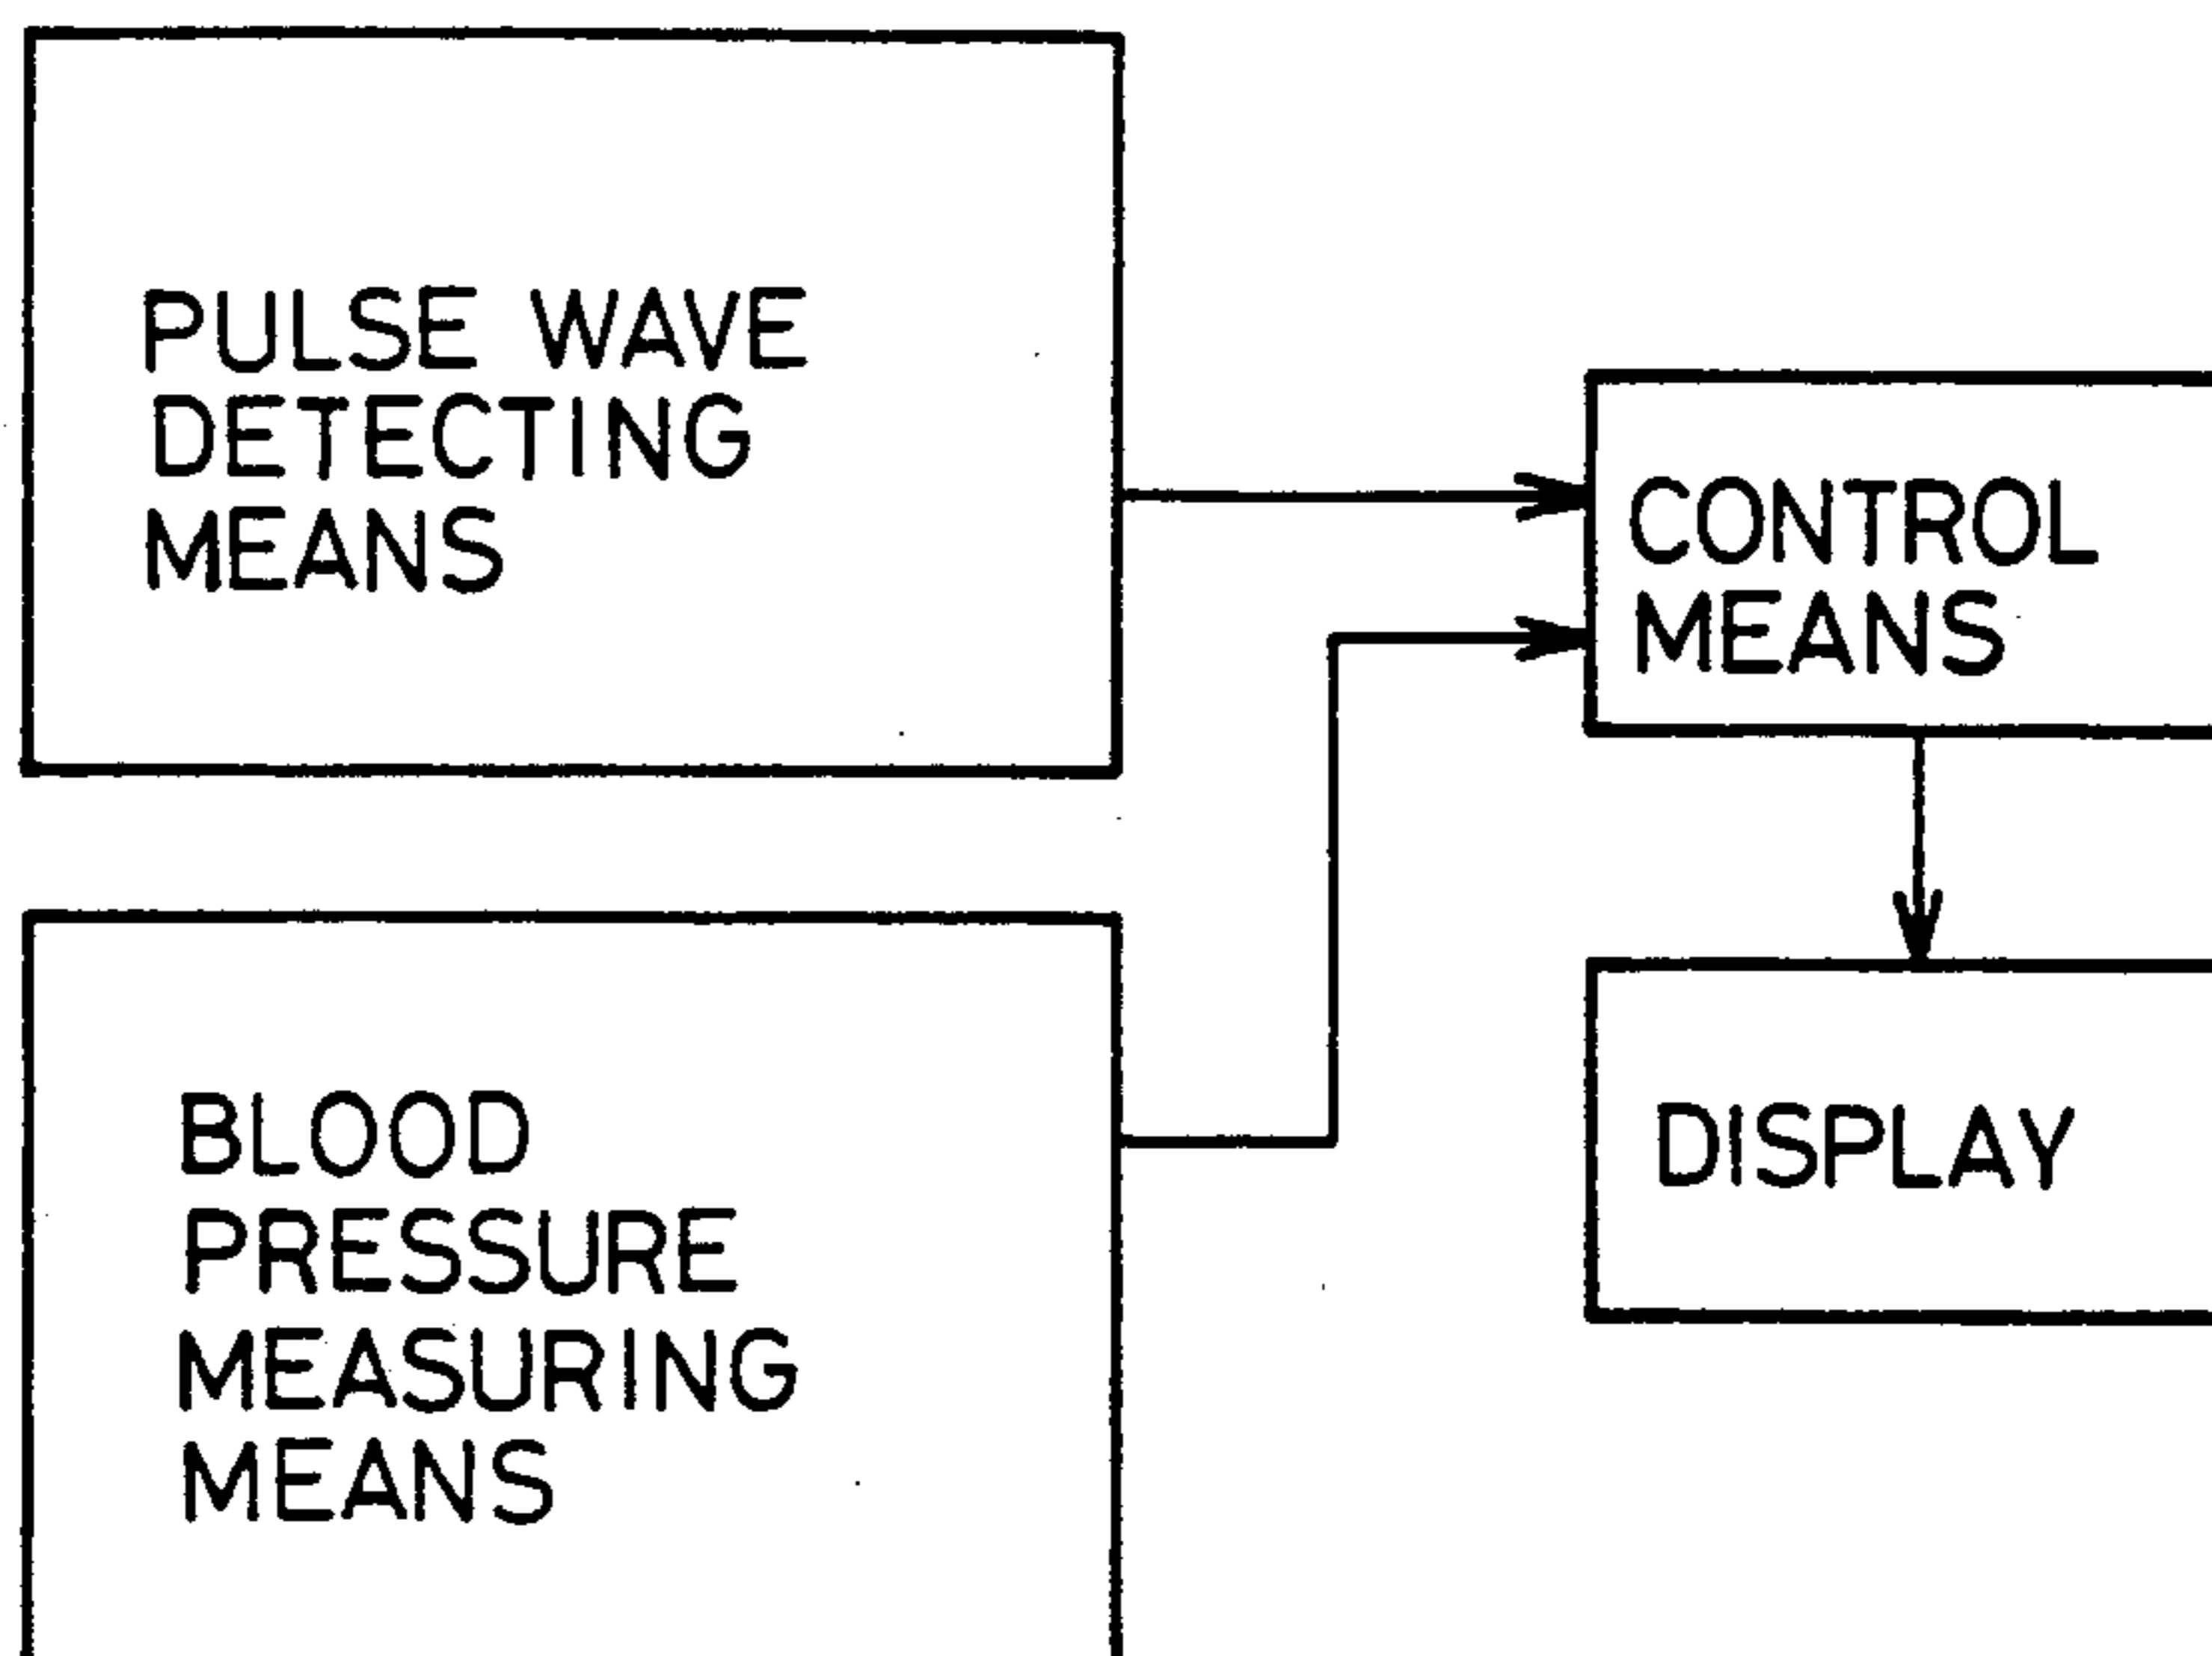 PULSE WAVE
DETECTING
MEANS
CONTROL
MEANS
BLOOD
PRESSURE
MEASURING
MEANS
DISPLAY